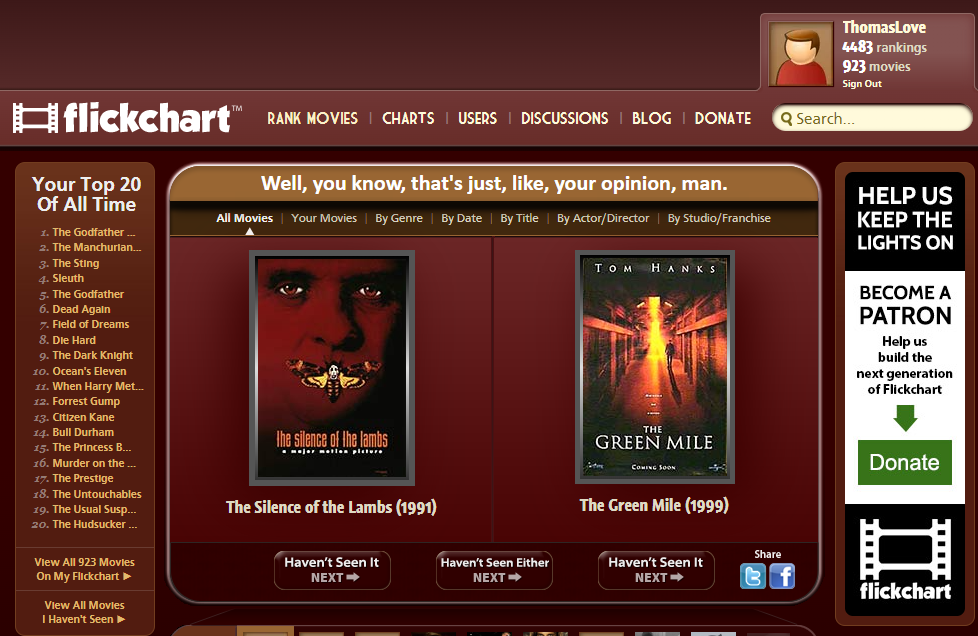 ThomasLove
4483 rankings
923 movies
Sign Out
flickchart™
RANK MOVIES | CHARTS | USERS | DISCUSSIONS | BLOG | DONATE
Search...
Your Top 20
Of All Time
1. The Godfather ...
2. The Manchurian...
3. The Sting
4. Sleuth
5. The Godfather
6. Dead Again
7. Field of Dreams
8. Die Hard
9. The Dark Knight
10. Ocean's Eleven
11. When Harry Met...
12. Forrest Gump
13. Citizen Kane
14. Bull Durham
15. The Princess B...
16. Murder on the ...
17. The Prestige
18. The Untouchables
19. The Usual Susp...
20. The Hudsucker ...
View All 923 Movies
On My Flickchart ►
View All Movies
I Haven't Seen ►
Well, you know, that's just, like, your opinion, man.
All Movies | Your Movies | By Genre | By Date | By Title | By Actor/Director | By Studio/Franchise
the silence of the lambs
a major motion picture
The Silence of the Lambs (1991)
TOM HANKS
THE
GREEN MILE
COMING SOON
The Green Mile (1999)
Haven't Seen It
NEXT
Haven't Seen Either
NEXT
Haven't Seen It
NEXT
Share
HELP US
KEEP THE
LIGHTS ON
BECOME A
PATRON
Help us
build the
next generation
of Flickchart
Donate
flickchart